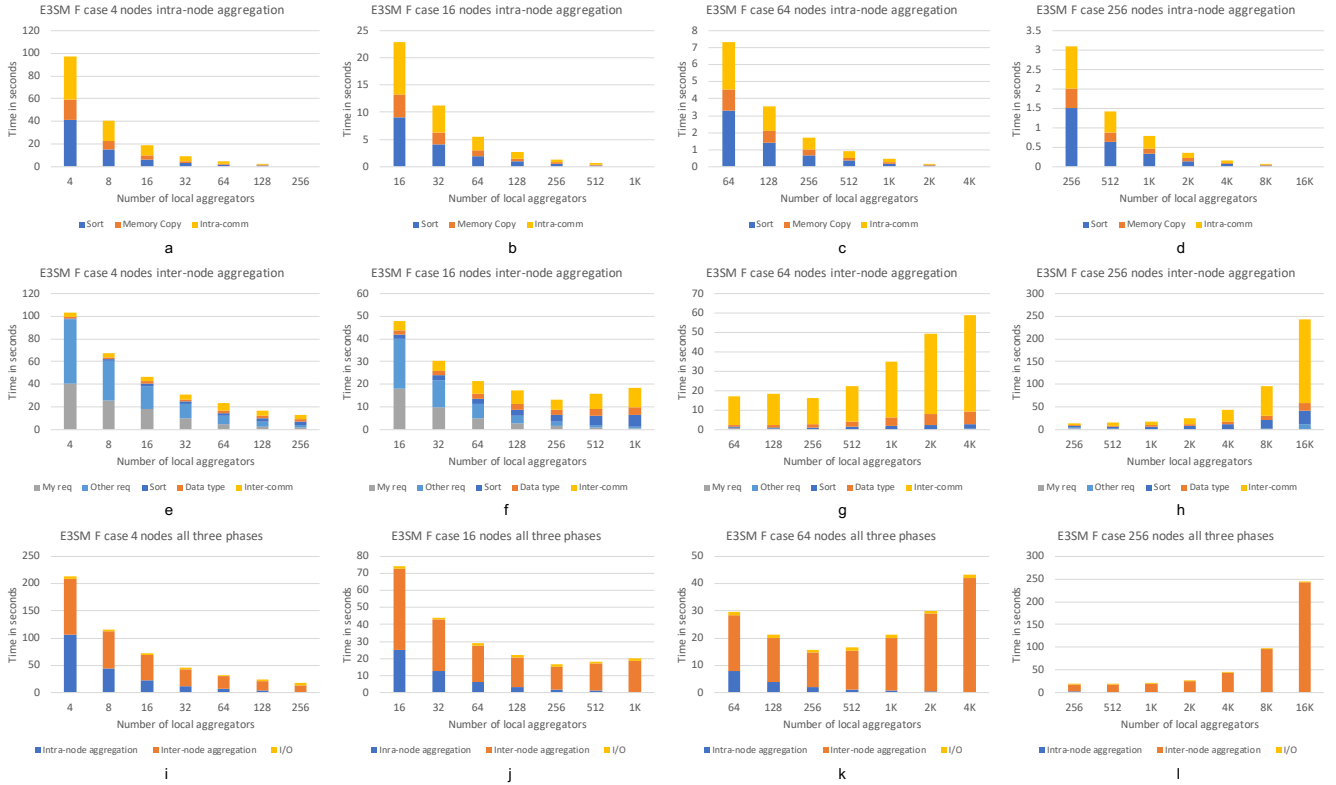 E3SM F case 4 nodes intra-node aggregation
Time in seconds
120
100
80
60
40
20
0
4 8 16 32 64 128 256
Number of local aggregators
Sort Memory Copy Intra-comm
a
E3SM F case 16 nodes intra-node aggregation
Time in seconds
25
20
15
10
5
0
16 32 64 128 256 512 1K
Number of local aggregators
Sort Memory Copy Intra-comm
b
E3SM F case 64 nodes intra-node aggregation
Time in seconds
8
7
6
5
4
3
2
1
0
64 128 256 512 1K 2K 4K
Number of local aggregators
Sort Memory Copy Intra-comm
c
E3SM F case 256 nodes intra-node aggregation
Time in seconds
3.5
3
2.5
2
1.5
1
0.5
0
256 512 1K 2K 4K 8K 16K
Number of local aggregators
Sort Memory Copy Intra-comm
d
E3SM F case 4 nodes inter-node aggregation
Time in seconds
120
100
80
60
40
20
0
4 8 16 32 64 128 256
Number of local aggregators
My req Other req Sort Data type Inter-comm
e
E3SM F case 16 nodes inter-node aggregation
Time in seconds
60
50
40
30
20
10
0
16 32 64 128 256 512 1K
Number of local aggregators
My req Other req Sort Data type Inter-comm
f
E3SM F case 64 nodes inter-node aggregation
Time in seconds
70
60
50
40
30
20
10
0
64 128 256 512 1K 2K 4K
Number of local aggregators
My req Other req Sort Data type Inter-comm
g
E3SM F case 256 nodes inter-node aggregation
Time in seconds
300
250
200
150
100
50
0
256 512 1K 2K 4K 8K 16K
Number local aggregators
My req Other req Sort Data type Inter-comm
h
E3SM F case 4 nodes all three phases
Time in seconds
250
200
150
100
50
0
4 8 16 32 64 128 256
Number of local aggregators
Intra-node aggregation Inter-node aggregation I/O
i
E3SM F case 16 nodes all three phases
Time in seconds
80
70
60
50
40
30
20
10
0
16 32 64 128 256 512 1K
Number of local aggregators
Intra-node aggregation Inter-node aggregation I/O
j
E3SM F case 64 nodes all three phases
Time in seconds
50
40
30
20
10
0
64 128 256 512 1K 2K 4K
Number of local aggregators
Intra-node aggregation Inter-node aggregation I/O
k
E3SM F case 256 nodes all three phases
Time in seconds
300
250
200
150
100
50
0
256 512 1K 2K 4K 8K 16K
Number of local aggregators
Intra-node aggregation Inter-node aggregation I/O
l